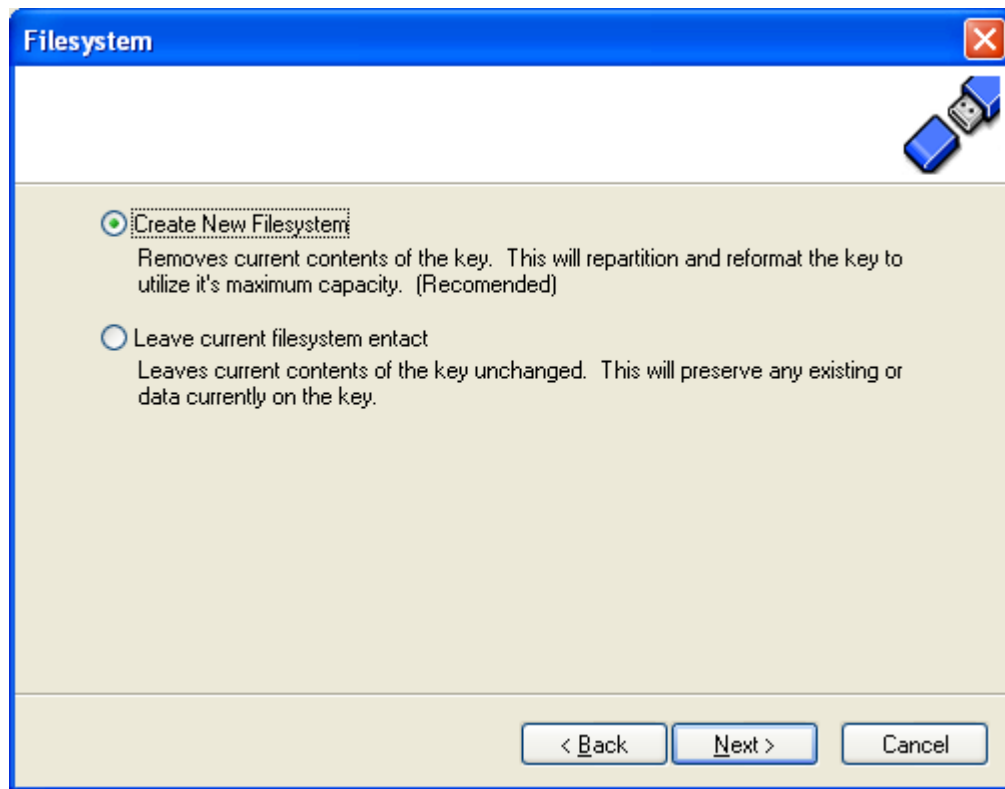 Filesystem
Create New Filesystem
Removes current contents of the key.  This will repartition and reformat the key to
utilize it's maximum capacity.  (Recomended)
Leave current filesystem entact
Leaves current contents of the key unchanged.  This will preserve any existing or
data currently on the key.
< Back
Next >
Cancel